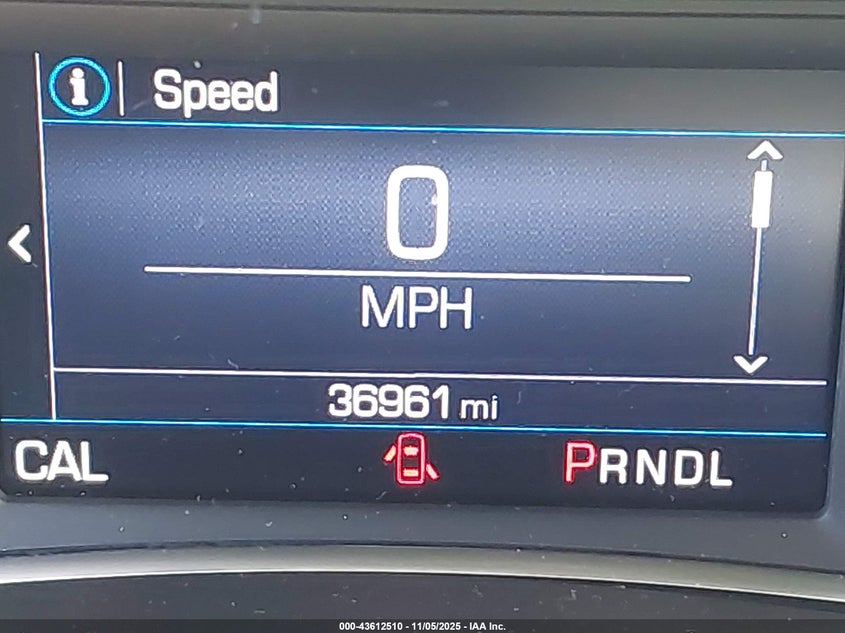 i | Speed
0
MPH
36961 mi
CAL
PRNDL
000-43612510 - 11/05/2025 - IAA Inc.